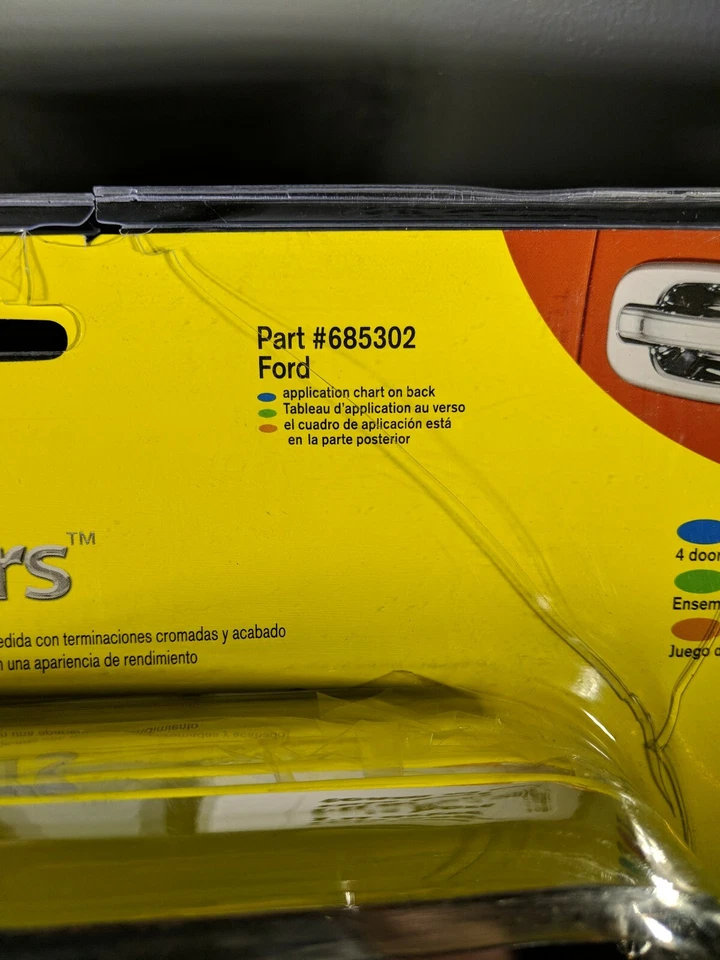 Part #685302
Ford
application chart on back
Tableau d'application au verso
el cuadro de aplicación está
en la parte posterior
rs™
4 door
Ensem
Juego d
edida con terminaciones cromadas y acabado
n una apariencia de rendimiento